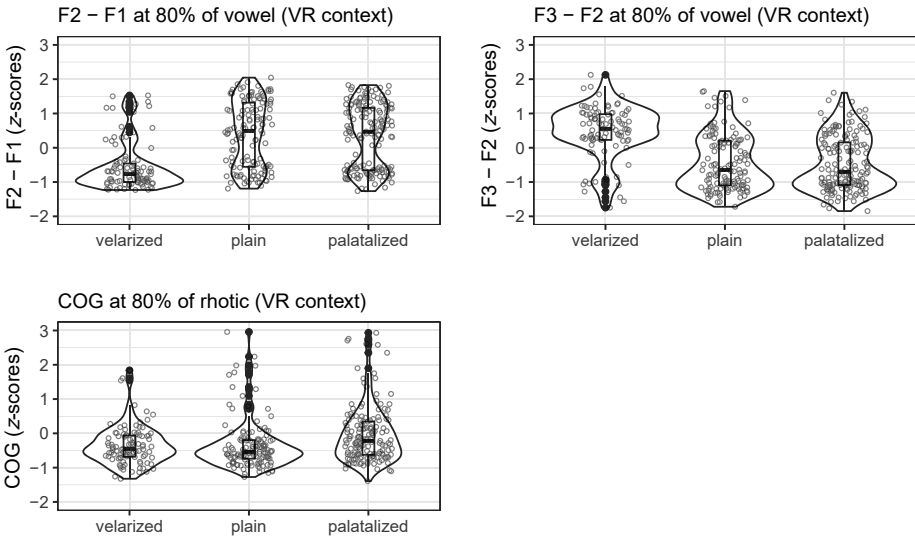 F2 − F1 at 80% of vowel (VR context)
F2 − F1 (z-scores)
3
2
1
0
−1
−2
velarized plain palatalized
F3 − F2 at 80% of vowel (VR context)
F3 − F2 (z-scores)
3
2
1
0
−1
−2
velarized plain palatalized
COG at 80% of rhotic (VR context)
COG (z-scores)
3
2
1
0
−1
−2
velarized plain palatalized